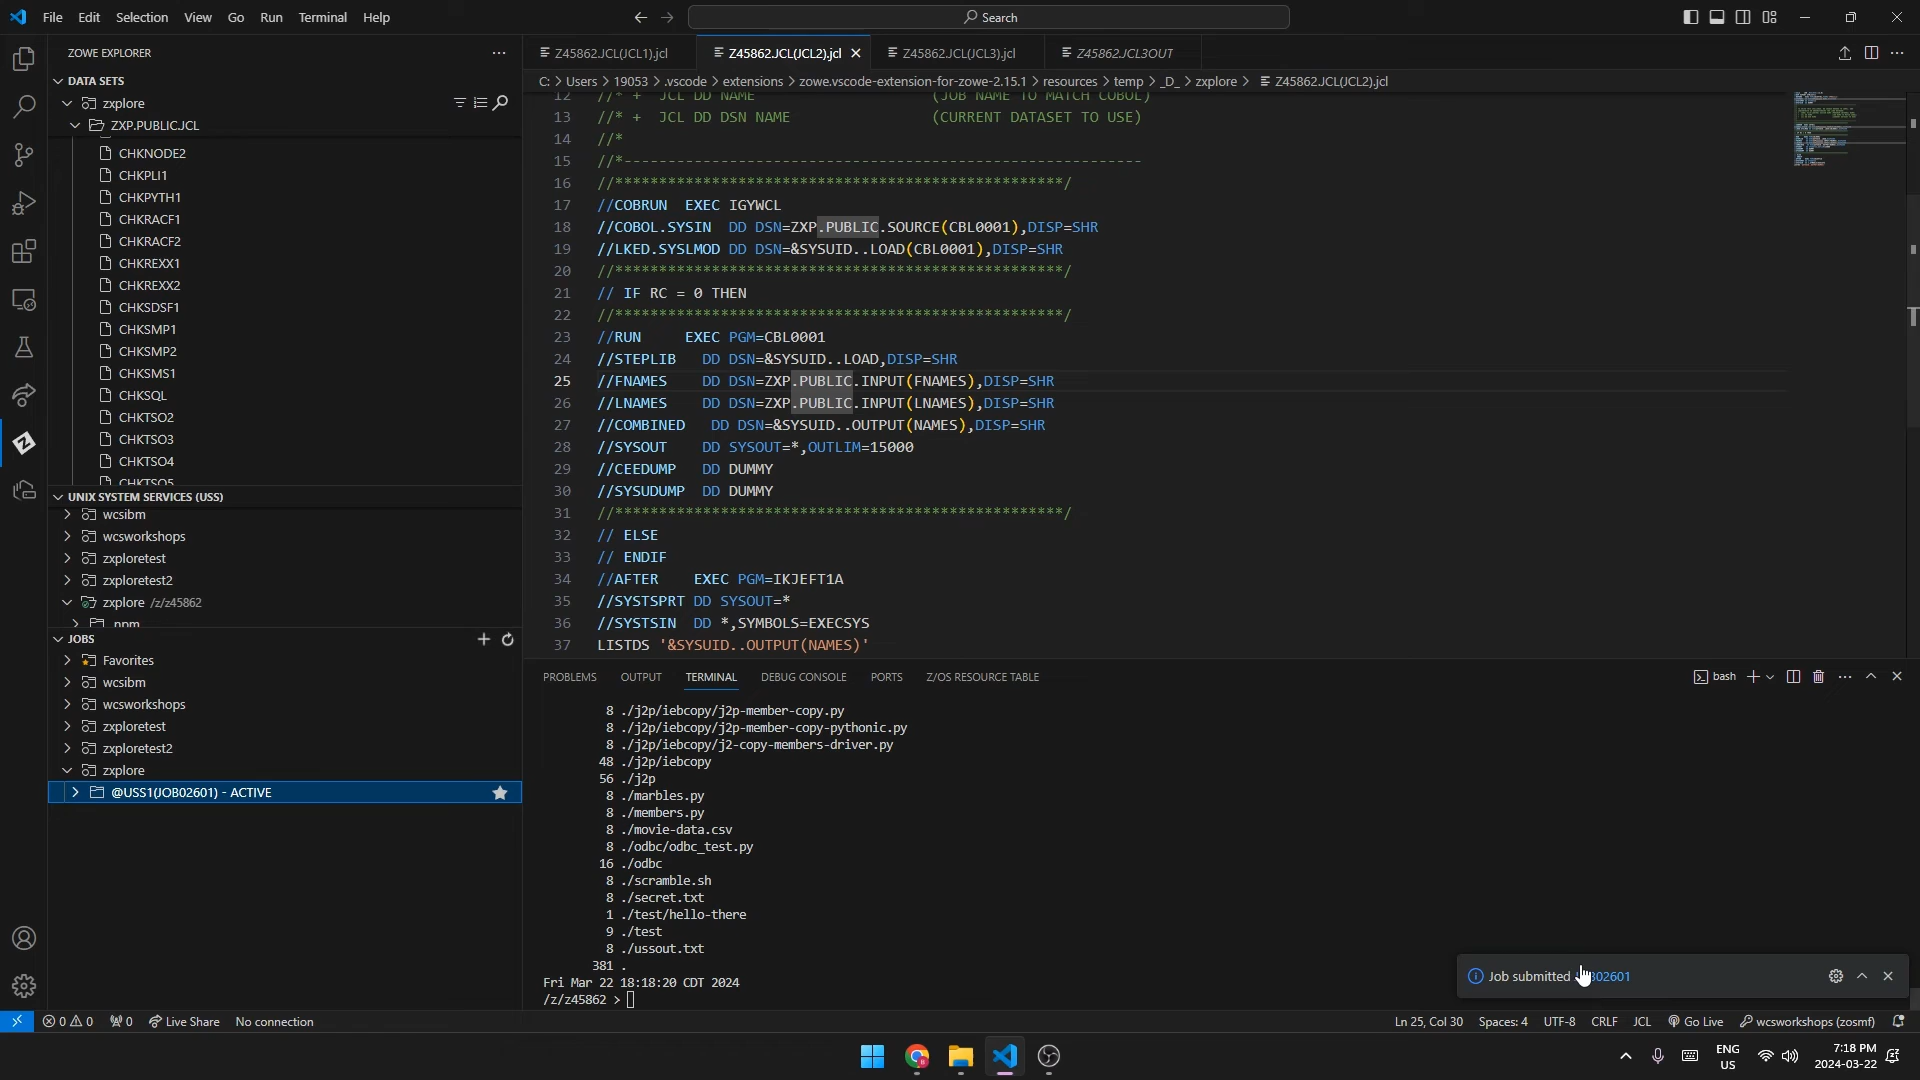 File Edit Selection View Go Run Terminal Help
Search
ZOWE EXPLORER
DATA SETS
zxplore
ZXP.PUBLIC.JCL
CHKNODE2
CHKPLI1
CHKPYTH1
CHKRACF1
CHKRACF2
CHKREXX1
CHKREXX2
CHKSDSF1
CHKSMP1
CHKSMP2
CHKSMS1
CHKSQL
CHKTSO2
CHKTSO3
CHKTSO4
CHKTSO5
UNIX SYSTEM SERVICES (USS)
wcsibm
wcsworkshops
zxploretest
zxploretest2
zxplore /z/z45862
npm
JOBS
Favorites
wcsibm
wcsworkshops
zxploretest
zxploretest2
zxplore
@USS1(JOB02601) - ACTIVE
Z45862.JCL(JCL1).jcl
Z45862.JCL(JCL2).jcl
Z45862.JCL(JCL3).jcl
Z45862.JCL3OUT
C: > Users > 19053 > .vscode > extensions > zowe.vscode-extension-for-zowe-2.15.1 > resources > temp > _D_ > zxplore > Z45862.JCL(JCL2).jcl
12 //* + JCL DD NAME (JOB NAME TO MATCH COBOL)
13 //* + JCL DD DSN NAME (CURRENT DATASET TO USE)
14 //*
15 //*-----------------------------------------------------------
16 //***************************************************/
17 //COBRUN EXEC IGYWCL
18 //COBOL.SYSIN DD DSN=ZXP.PUBLIC.SOURCE(CBL0001),DISP=SHR
19 //LKED.SYSLMOD DD DSN=&SYSUID..LOAD(CBL0001),DISP=SHR
20 //***************************************************/
21 // IF RC = 0 THEN
22 //***************************************************/
23 //RUN EXEC PGM=CBL0001
24 //STEPLIB DD DSN=&SYSUID..LOAD,DISP=SHR
25 //FNAMES DD DSN=ZXP.PUBLIC.INPUT(FNAMES),DISP=SHR
26 //LNAMES DD DSN=ZXP.PUBLIC.INPUT(LNAMES),DISP=SHR
27 //COMBINED DD DSN=&SYSUID..OUTPUT(NAMES),DISP=SHR
28 //SYSOUT DD SYSOUT=*,OUTLIM=15000
29 //CEEDUMP DD DUMMY
30 //SYSUDUMP DD DUMMY
31 //***************************************************/
32 // ELSE
33 // ENDIF
34 //AFTER EXEC PGM=IKJEFT1A
35 //SYSTSPRT DD SYSOUT=*
36 //SYSTSIN DD *,SYMBOLS=EXECSYS
37 LISTDS '&SYSUID..OUTPUT(NAMES)'
PROBLEMS OUTPUT TERMINAL DEBUG CONSOLE PORTS Z/OS RESOURCE TABLE
bash
8 ./j2p/iebcopy/j2p-member-copy.py
8 ./j2p/iebcopy/j2p-member-copy-pythonic.py
8 ./j2p/iebcopy/j2-copy-members-driver.py
48 ./j2p/iebcopy
56 ./j2p
8 ./marbles.py
8 ./members.py
8 ./movie-data.csv
8 ./odbc/odbc_test.py
16 ./odbc
8 ./scramble.sh
8 ./secret.txt
1 ./test/hello-there
9 ./test
8 ./ussout.txt
381 .
Fri Mar 22 18:18:20 CDT 2024
/z/z45862 >
Job submitted
0 0 0 Live Share No connection
Ln 25, Col 30 Spaces: 4 UTF-8 CRLF JCL Go Live wcsworkshops (zosmf)
ENG
US
7:18 PM
2024-03-22